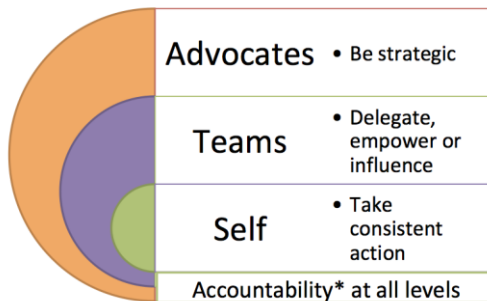 Advocates
• Be strategic
Teams
• Delegate,
empower or
influence
Self
• Take
consistent
action
Accountability* at all levels